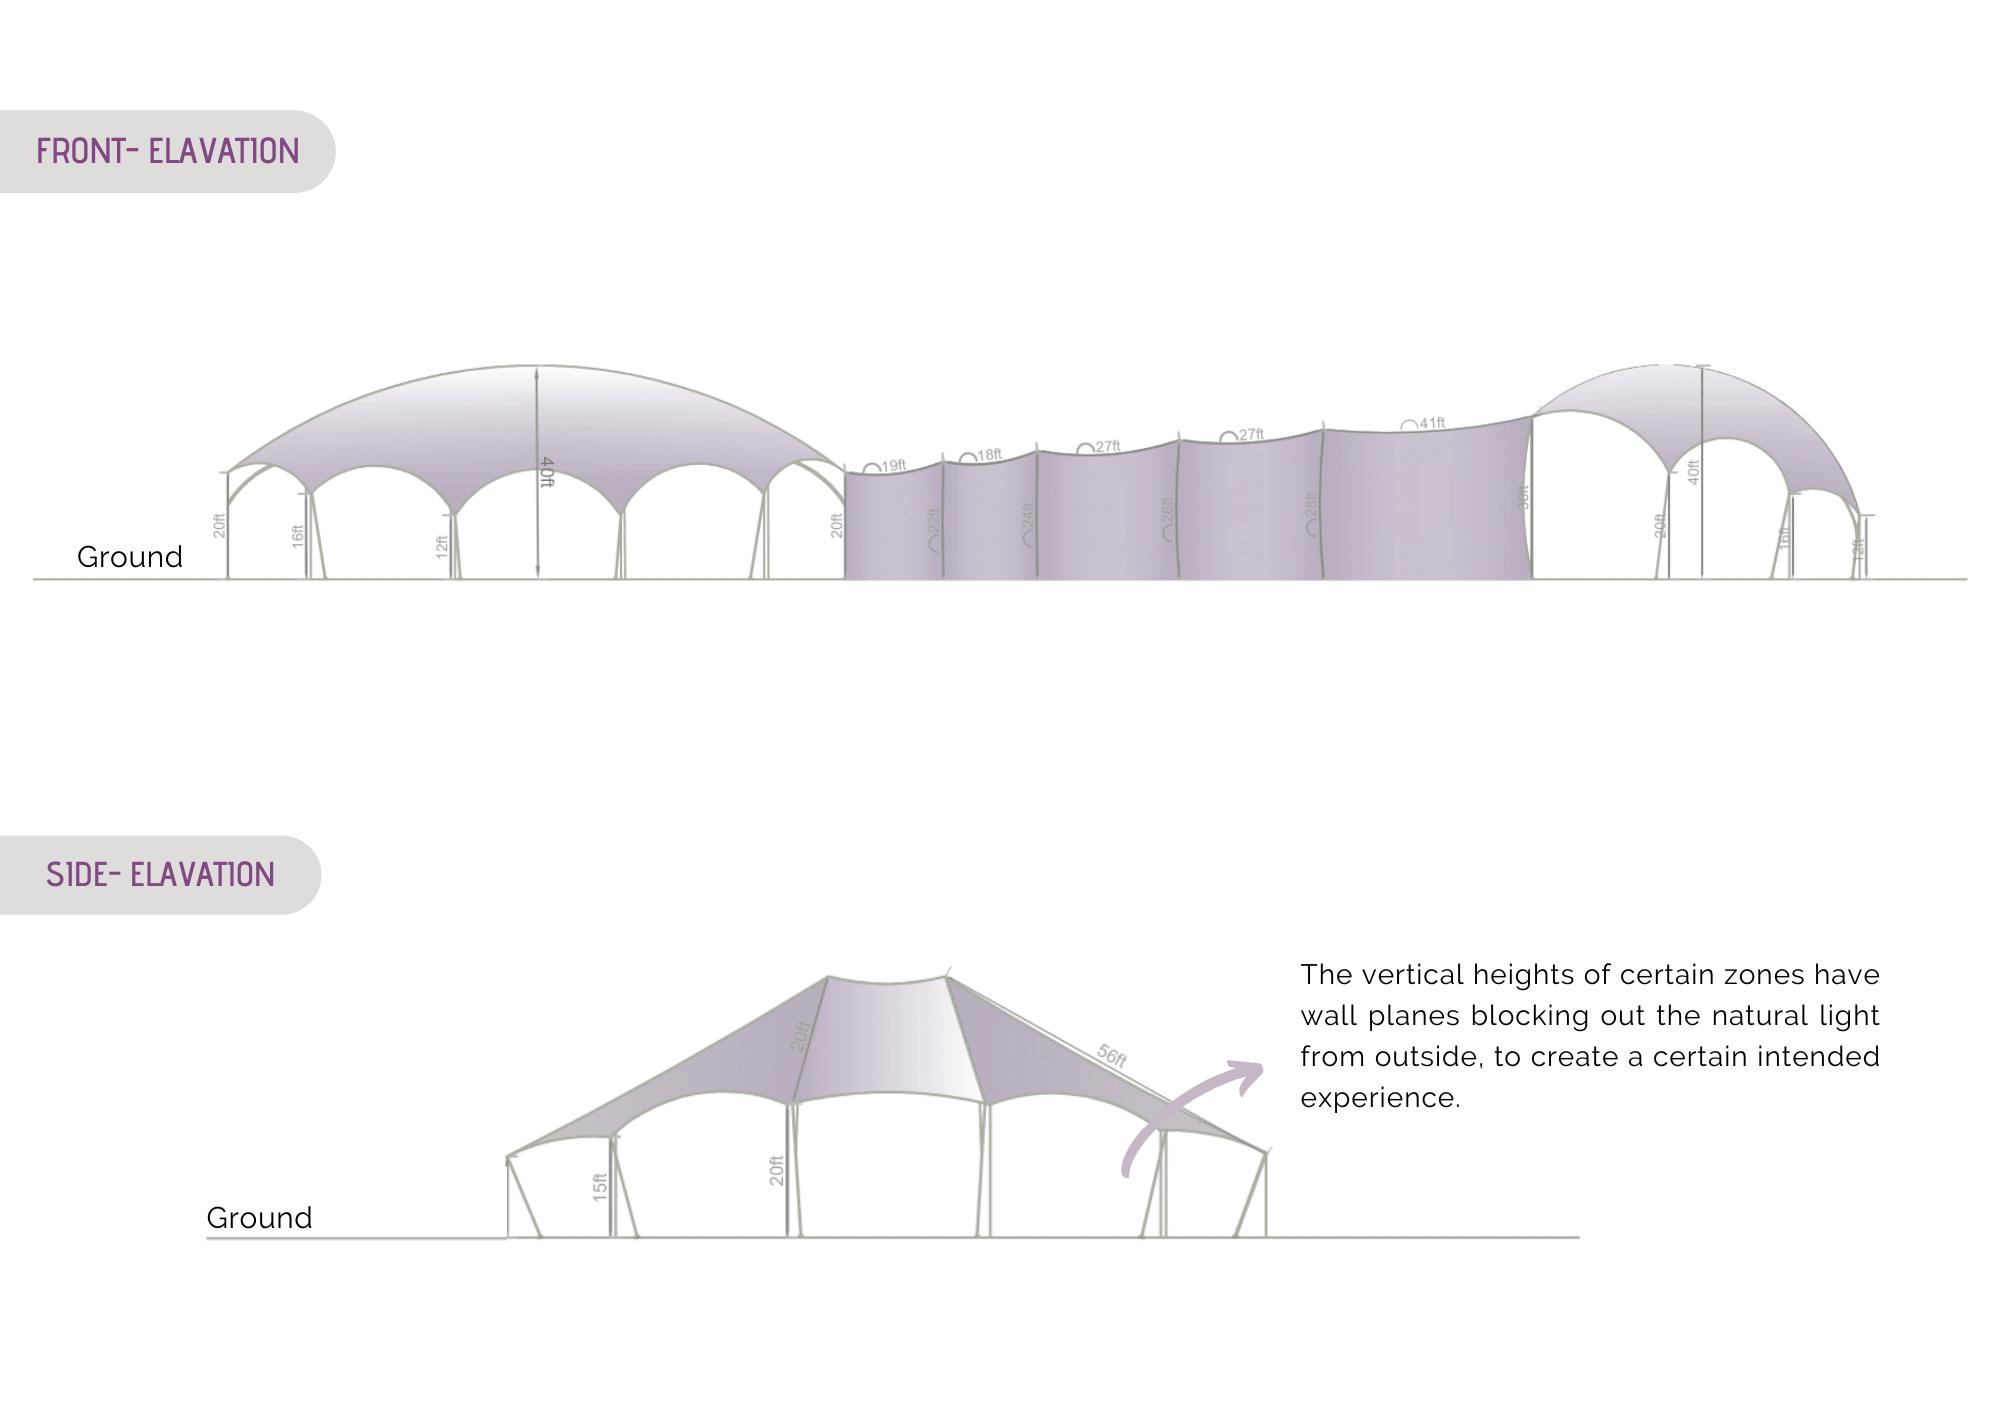 FRONT- ELAVATION
19ft
18ft
27ft
27ft
41ft
40ft
20ft
16ft
12ft
20ft
22ft
24ft
26ft
28ft
30ft
40ft
20ft
16ft
12ft
Ground
SIDE- ELAVATION
The vertical heights of certain zones have
wall planes blocking out the natural light
from outside, to create a certain intended
experience.
20ft
56ft
15ft
20ft
Ground